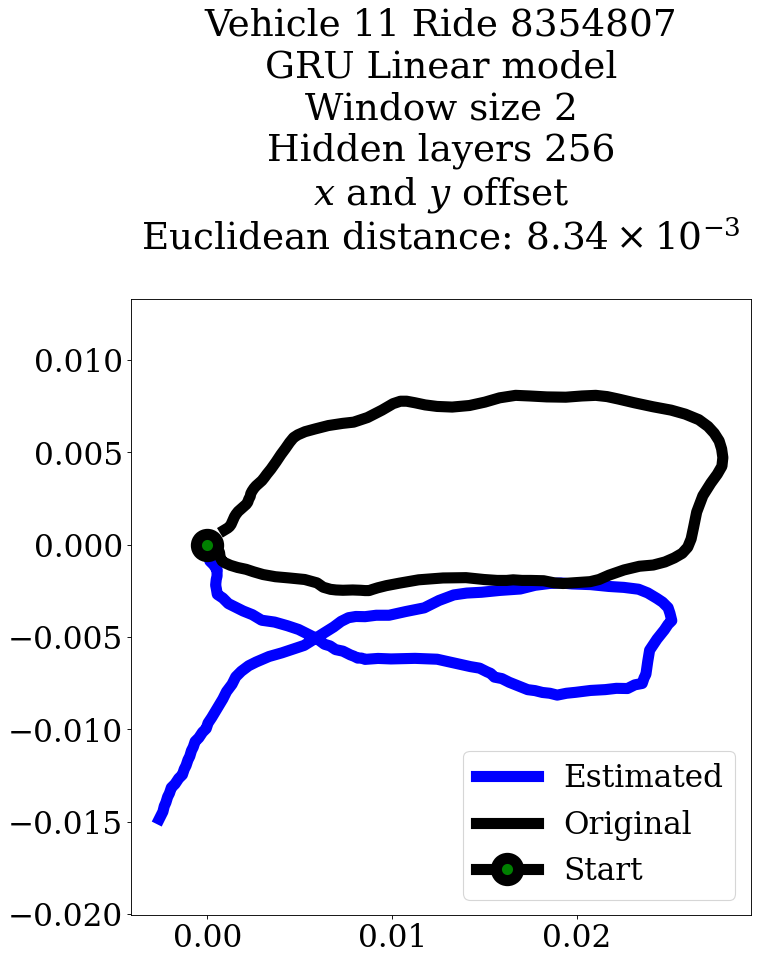 Vehicle 11 Ride 8354807
GRU Linear model
Window size 2
Hidden layers 256
x and y offset
Euclidean distance: 8.34 × 10⁻³
0.010
0.005
0.000
−0.005
−0.010
−0.015
−0.020
0.00 0.01 0.02
Estimated
Original
Start